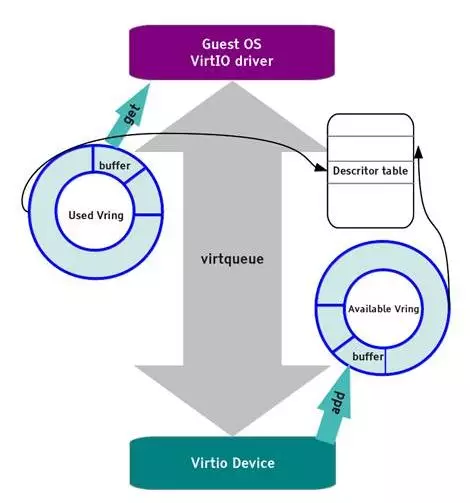 Guest OS
VirtIO driver
get
buffer
Used Vring
Descritor table
virtqueue
Available Vring
buffer
add
Virtio Device